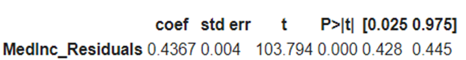 coef std err t P>|t| [0.025 0.975]
MedInc_Residuals 0.4367 0.004 103.794 0.000 0.428 0.445